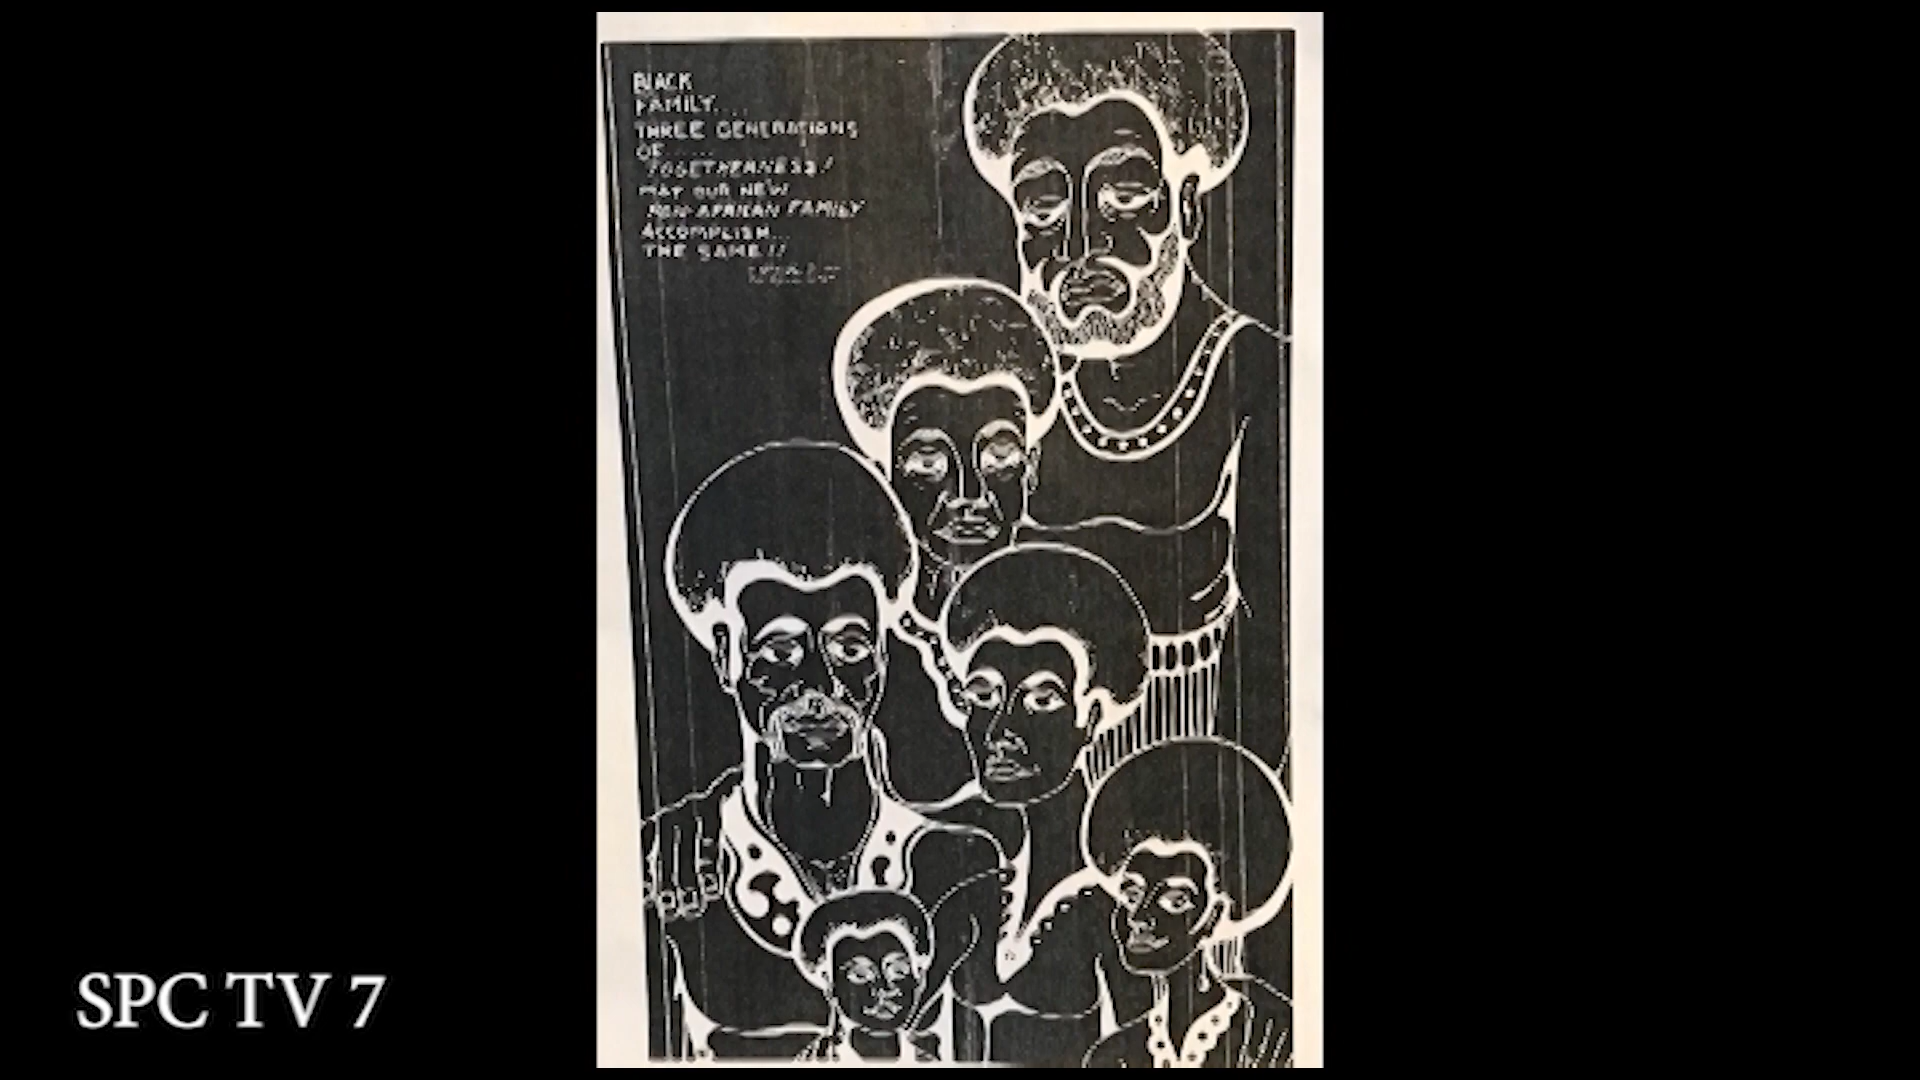 BLACK
FAMILY....
THREE GENERATIONS
OF......
TOGETHERNESS!
MAY OUR NEW
PAN-AFRICAN FAMILY
ACCOMPLISH...
THE SAME!!
SPC TV 7